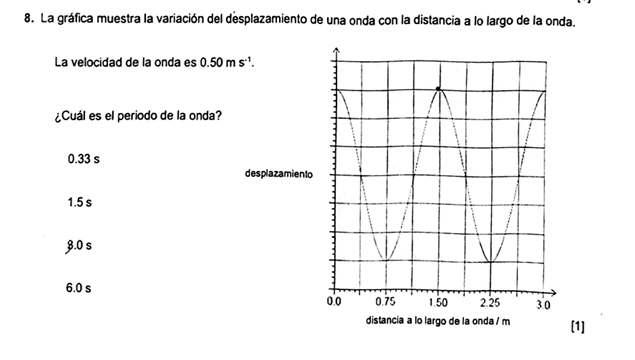 8. La gráfica muestra la variación del desplazamiento de una onda con la distancia a lo largo de la onda.
La velocidad de la onda es 0.50 m s⁻¹.
¿Cuál es el periodo de la onda?
0.33 s
1.5 s
3.0 s
6.0 s
desplazamiento
0.0 0.75 1.50 2.25 3.0
distancia a lo largo de la onda / m
[1]